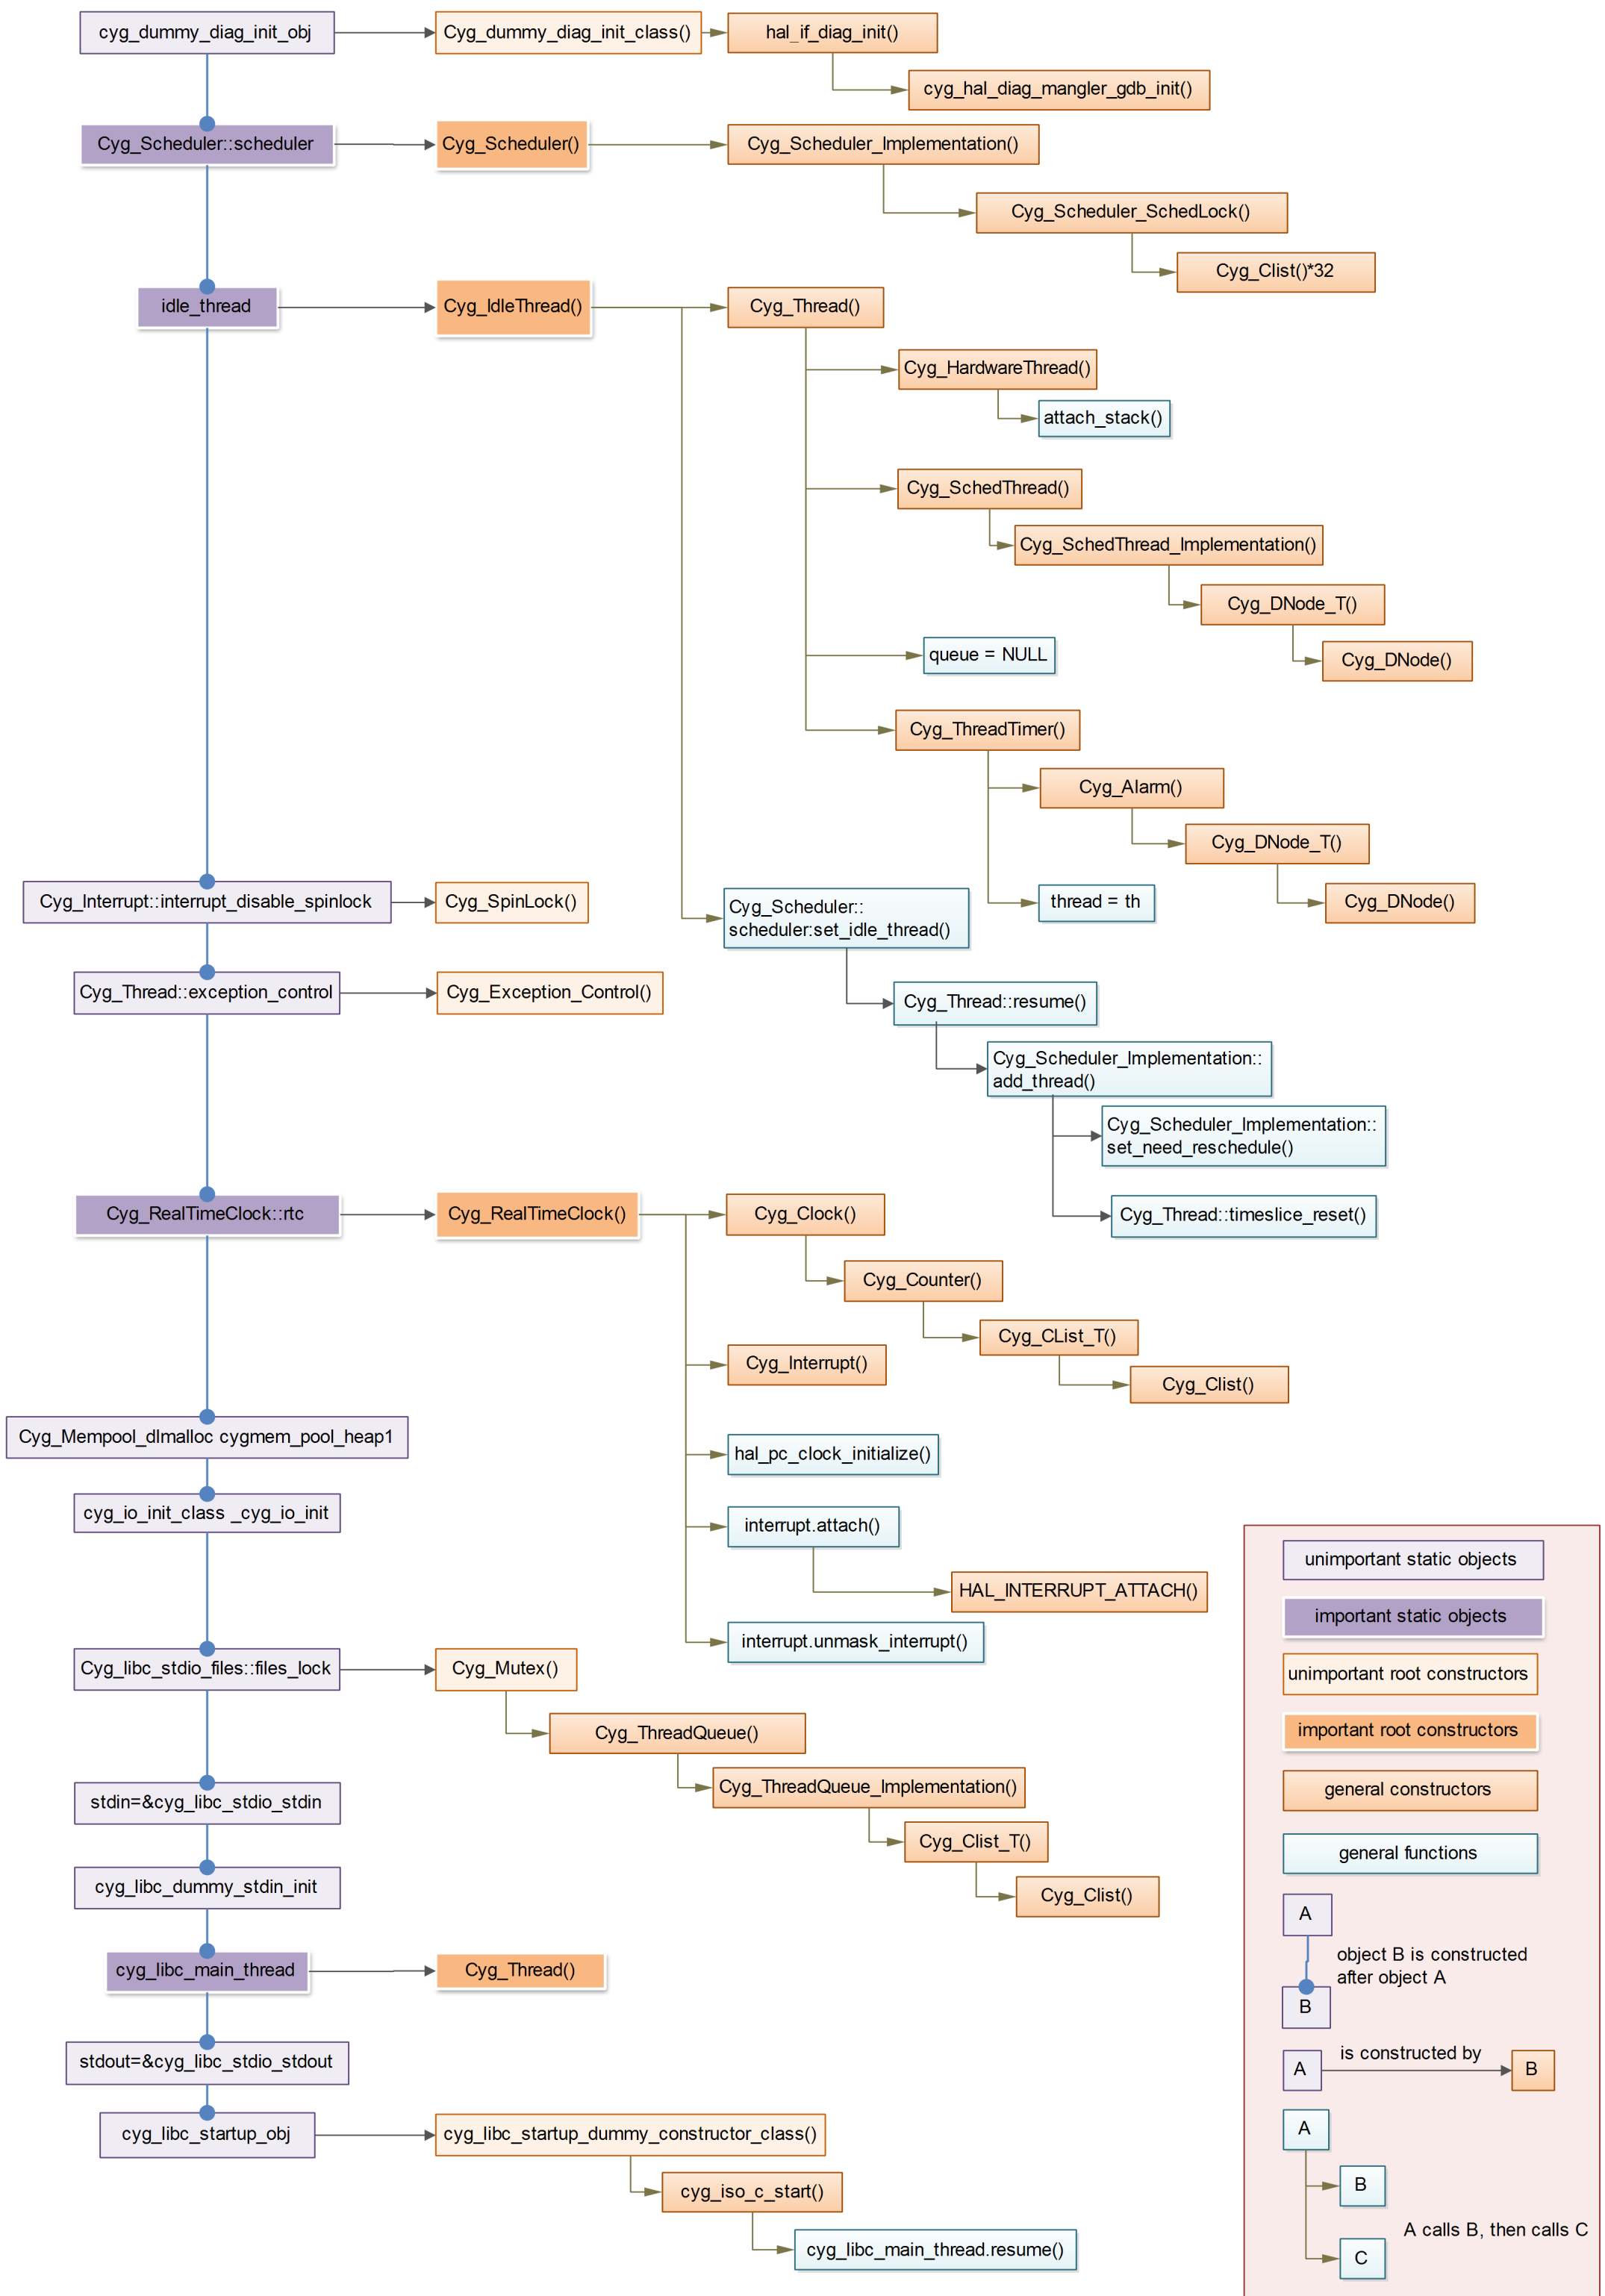 cyg_dummy_diag_init_obj
Cyg_dummy_diag_init_class()
hal_if_diag_init()
cyg_hal_diag_mangler_gdb_init()
Cyg_Scheduler::scheduler
Cyg_Scheduler()
Cyg_Scheduler_Implementation()
Cyg_Scheduler_SchedLock()
Cyg_Clist()*32
idle_thread
Cyg_IdleThread()
Cyg_Thread()
Cyg_HardwareThread()
attach_stack()
Cyg_SchedThread()
Cyg_SchedThread_Implementation()
Cyg_DNode_T()
Cyg_DNode()
queue = NULL
Cyg_ThreadTimer()
Cyg_Alarm()
Cyg_DNode_T()
Cyg_DNode()
thread = th
Cyg_Scheduler::
scheduler:set_idle_thread()
Cyg_Thread::resume()
Cyg_Scheduler_Implementation::
add_thread()
Cyg_Scheduler_Implementation::
set_need_reschedule()
Cyg_Thread::timeslice_reset()
Cyg_Interrupt::interrupt_disable_spinlock
Cyg_SpinLock()
Cyg_Thread::exception_control
Cyg_Exception_Control()
Cyg_RealTimeClock::rtc
Cyg_RealTimeClock()
Cyg_Clock()
Cyg_Counter()
Cyg_CList_T()
Cyg_Clist()
Cyg_Interrupt()
hal_pc_clock_initialize()
interrupt.attach()
HAL_INTERRUPT_ATTACH()
interrupt.unmask_interrupt()
Cyg_Mempool_dlmalloc cygmem_pool_heap1
cyg_io_init_class _cyg_io_init
Cyg_libc_stdio_files::files_lock
Cyg_Mutex()
Cyg_ThreadQueue()
Cyg_ThreadQueue_Implementation()
Cyg_Clist_T()
Cyg_Clist()
stdin=&cyg_libc_stdio_stdin
cyg_libc_dummy_stdin_init
cyg_libc_main_thread
Cyg_Thread()
stdout=&cyg_libc_stdio_stdout
cyg_libc_startup_obj
cyg_libc_startup_dummy_constructor_class()
cyg_iso_c_start()
cyg_libc_main_thread.resume()
unimportant static objects
important static objects
unimportant root constructors
important root constructors
general constructors
general functions
A
object B is constructed
after object A
B
A
is constructed by
B
A
B
A calls B, then calls C
C